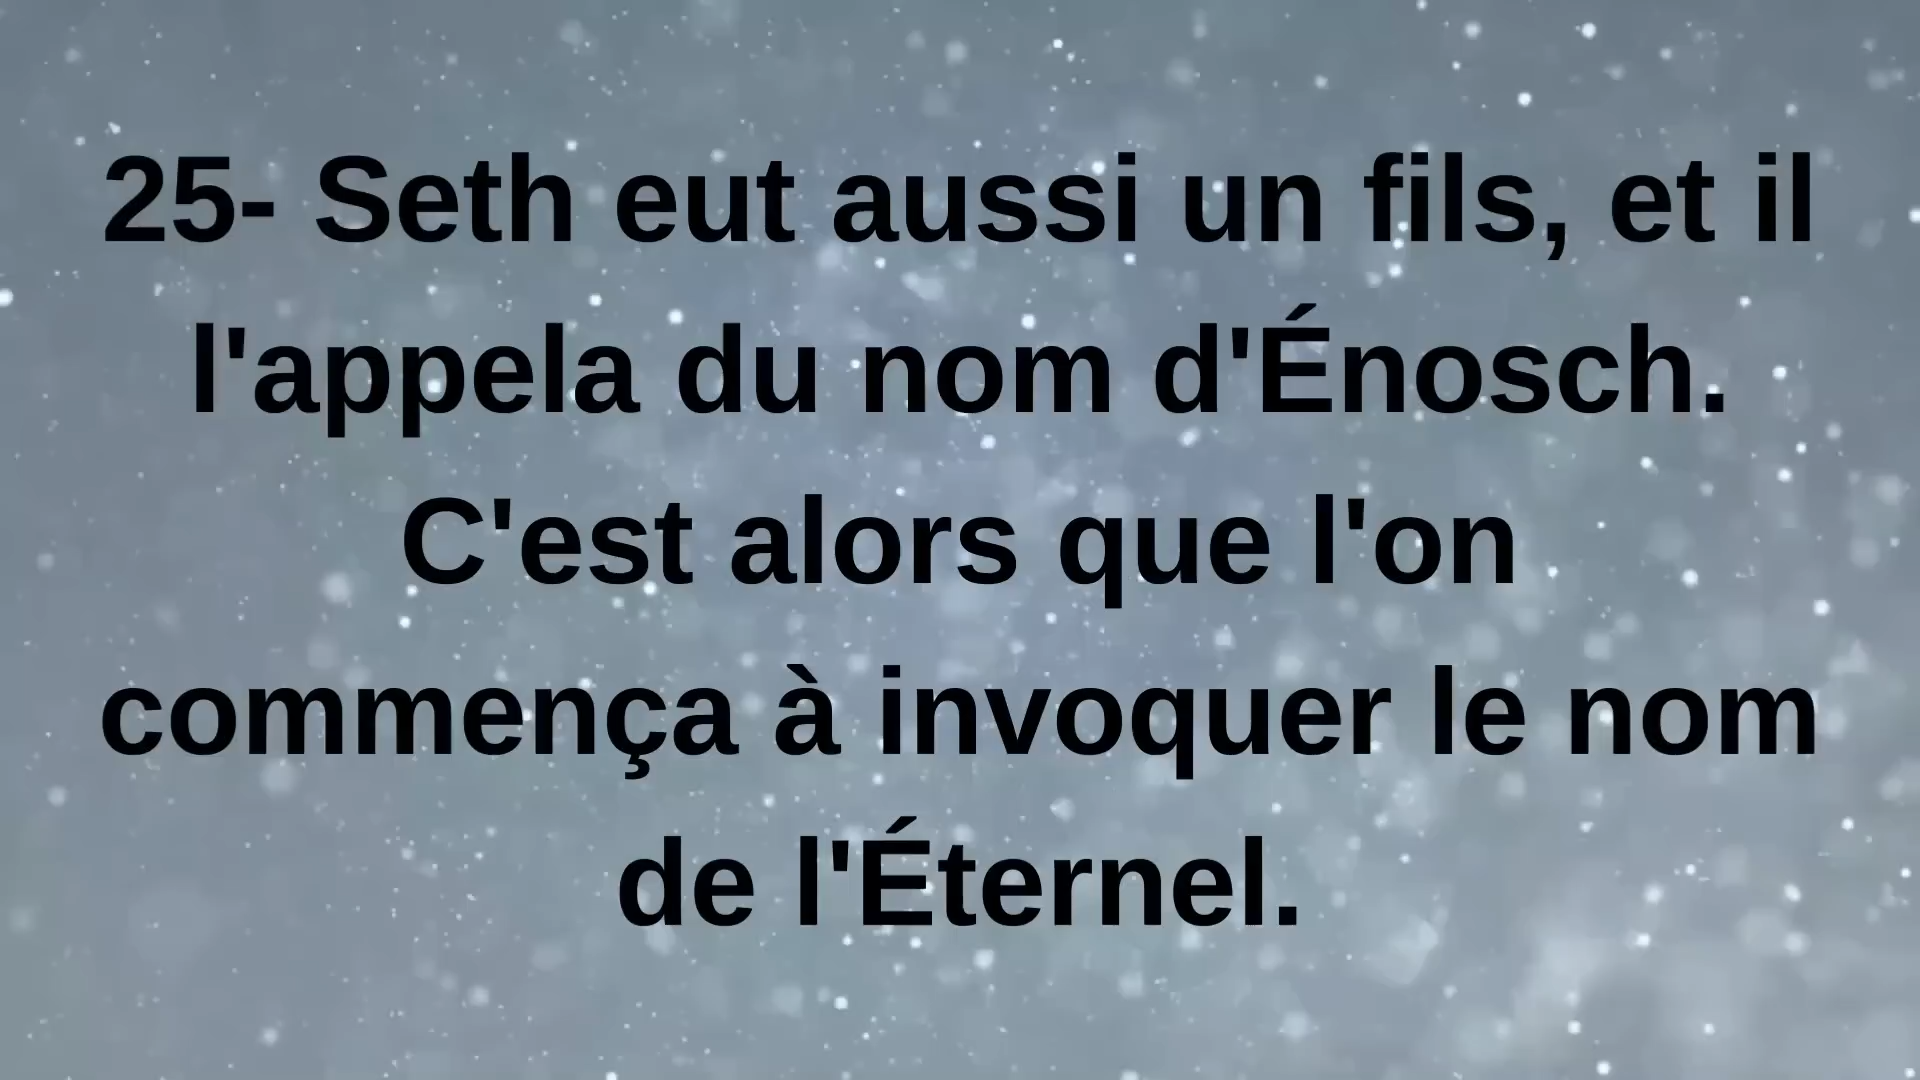 25- Seth eut aussi un fils, et il
l'appela du nom d'Énosch.
C'est alors que l'on
commença à invoquer le nom
de l'Éternel.